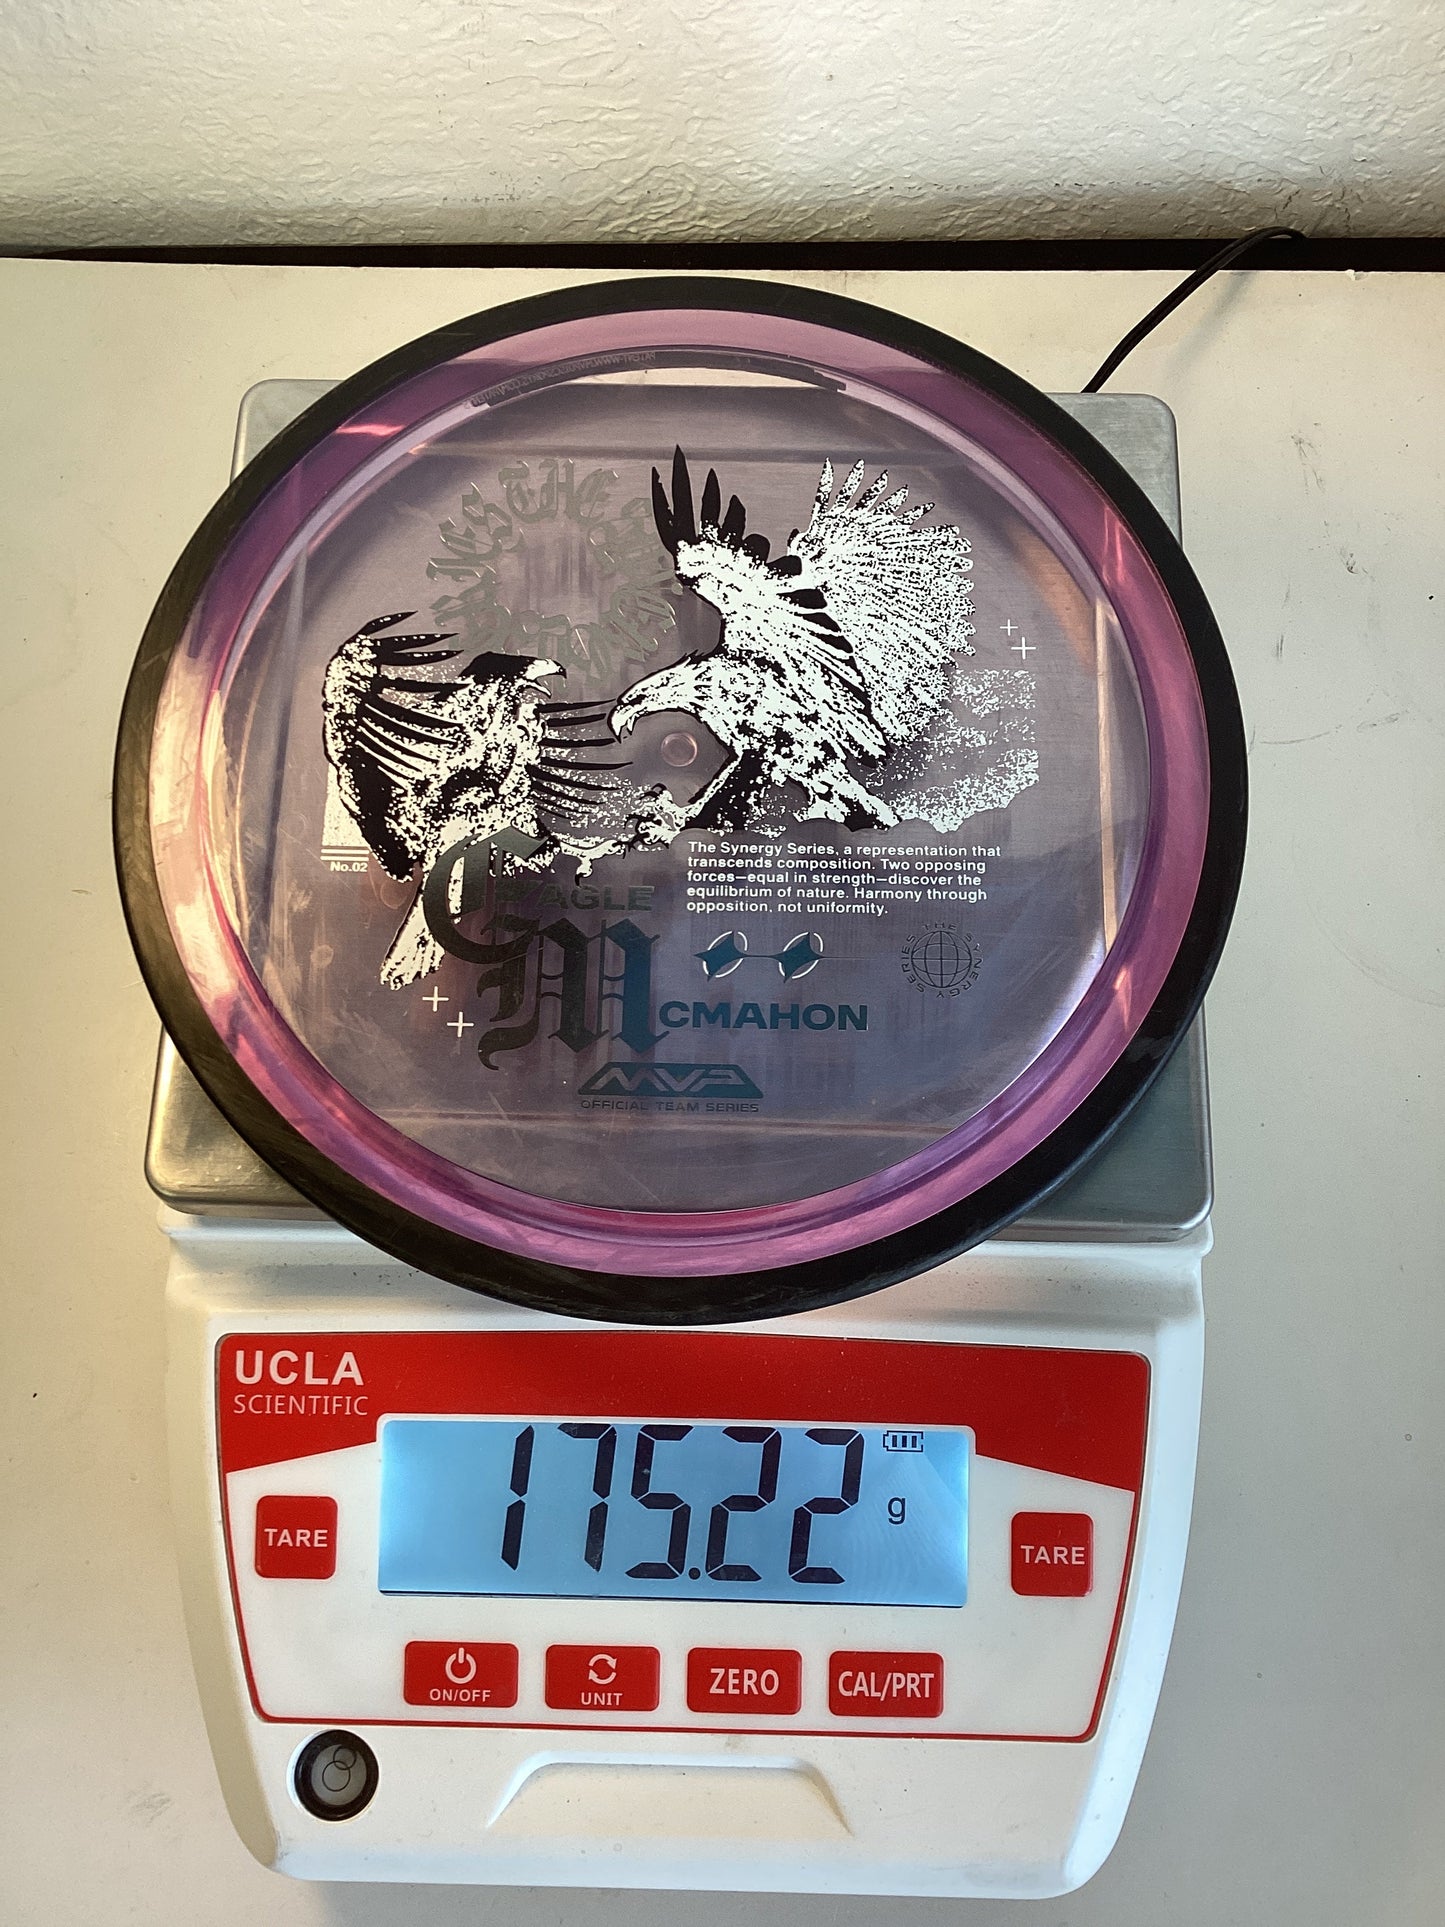 THE
No.02
EAGLE
The Synergy Series, a representation that
transcends composition. Two opposing
forces—equal in strength—discover the
equilibrium of nature. Harmony through
opposition, not uniformity.
THE SYNERGY SERIES
CM
MCMAHON
MVP
OFFICIAL TEAM SERIES
UCLA
SCIENTIFIC
175.22 g
TARE
TARE
ON/OFF
UNIT
ZERO
CAL/PRT